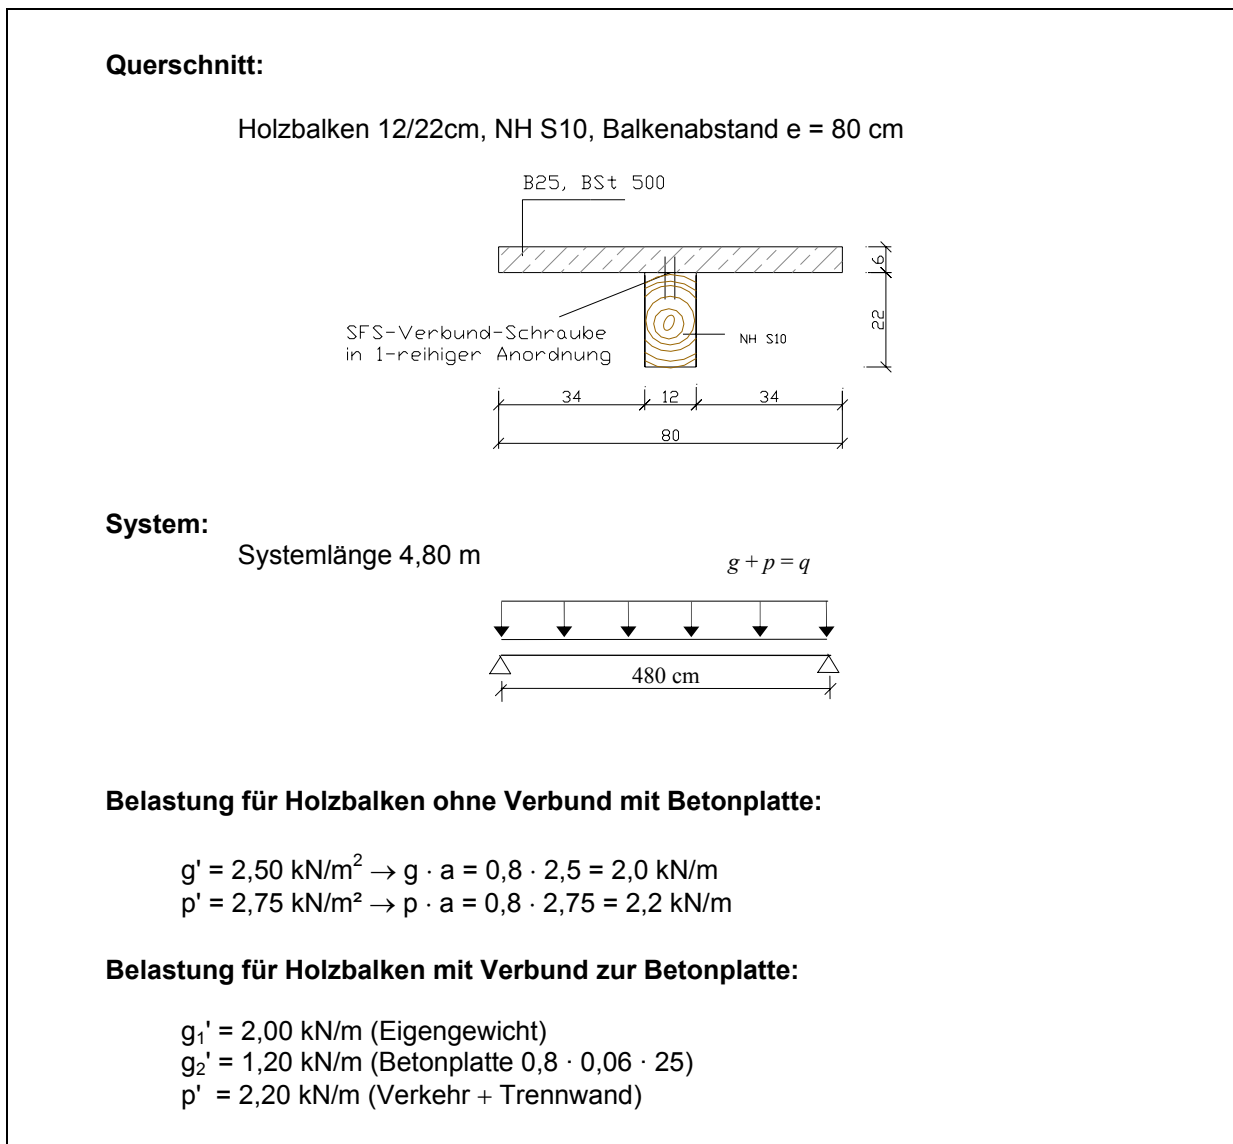 Querschnitt:
Holzbalken 12/22cm, NH S10, Balkenabstand e = 80 cm
B25, BSt 500
6
22
SFS-Verbund-Schraube
in 1-reihiger Anordnung
NH S10
34 12 34
80
System:
Systemlänge 4,80 m
g + p = q
480 cm
Belastung für Holzbalken ohne Verbund mit Betonplatte:
g' = 2,50 kN/m² → g · a = 0,8 · 2,5 = 2,0 kN/m
p' = 2,75 kN/m² → p · a = 0,8 · 2,75 = 2,2 kN/m
Belastung für Holzbalken mit Verbund zur Betonplatte:
g₁' = 2,00 kN/m (Eigengewicht)
g₂' = 1,20 kN/m (Betonplatte 0,8 · 0,06 · 25)
p' = 2,20 kN/m (Verkehr + Trennwand)